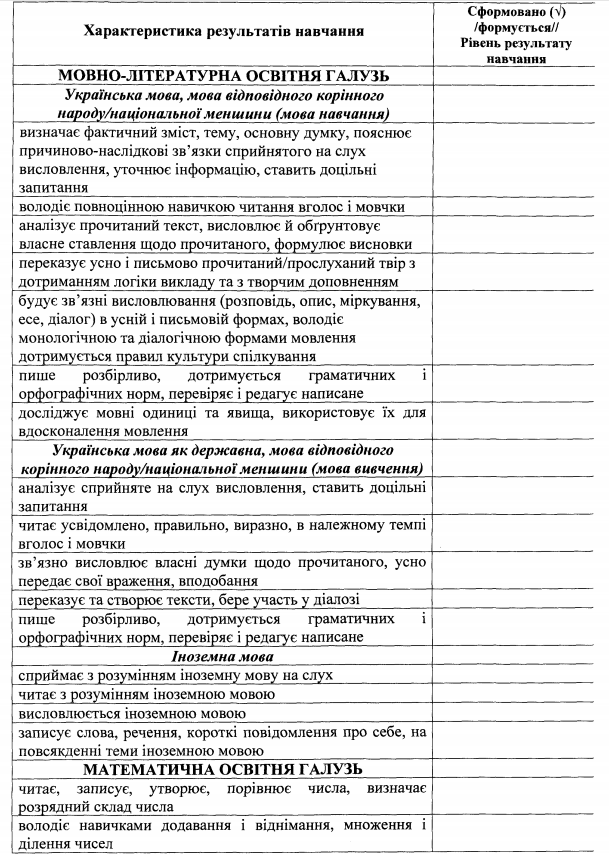 Характеристика результатів навчання
Сформовано (√)
/формується//
Рівень результату
навчання
МОВНО-ЛІТЕРАТУРНА ОСВІТНЯ ГАЛУЗЬ
Українська мова, мова відповідного корінного
народу/національної меншини (мова навчання)
визначає фактичний зміст, тему, основну думку, пояснює
причиново-наслідкові зв’язки сприйнятого на слух
висловлення, уточнює інформацію, ставить доцільні
запитання
володіє повноцінною навичкою читання вголос і мовчки
аналізує прочитаний текст, висловлює й обґрунтовує
власне ставлення щодо прочитаного, формулює висновки
переказує усно і письмово прочитаний/прослуханий твір з
дотриманням логіки викладу та з творчим доповненням
будує зв’язні висловлювання (розповідь, опис, міркування,
есе, діалог) в усній і письмовій формах, володіє
монологічною та діалогічною формами мовлення
дотримується правил культури спілкування
пише розбірливо, дотримується граматичних і
орфографічних норм, перевіряє і редагує написане
досліджує мовні одиниці та явища, використовує їх для
вдосконалення мовлення
Українська мова як державна, мова відповідного
корінного народу/національної меншини (мова вивчення)
аналізує сприйняте на слух висловлення, ставить доцільні
запитання
читає усвідомлено, правильно, виразно, в належному темпі
вголос і мовчки
зв’язно висловлює власні думки щодо прочитаного, усно
передає свої враження, вподобання
переказує та створює тексти, бере участь у діалозі
пише розбірливо, дотримується граматичних і
орфографічних норм, перевіряє і редагує написане
Іноземна мова
сприймає з розумінням іноземну мову на слух
читає з розумінням іноземною мовою
висловлюється іноземною мовою
записує слова, речення, короткі повідомлення про себе, на
повсякденні теми іноземною мовою
МАТЕМАТИЧНА ОСВІТНЯ ГАЛУЗЬ
читає, записує, утворює, порівнює числа, визначає
розрядний склад числа
володіє навичками додавання і віднімання, множення і
ділення чисел